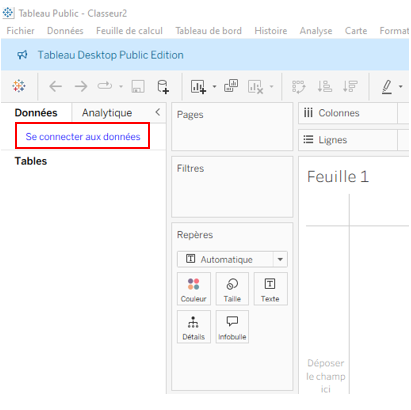 Tableau Public - Classeur2
Fichier Données Feuille de calcul Tableau de bord Histoire Analyse Carte Format
Tableau Desktop Public Edition
Données Analytique
Pages
Colonnes
Se connecter aux données
Lignes
Tables
Filtres
Feuille 1
Repères
Automatique
Couleur Taille Texte
Détails Infobulle
Déposer
le champ
ici